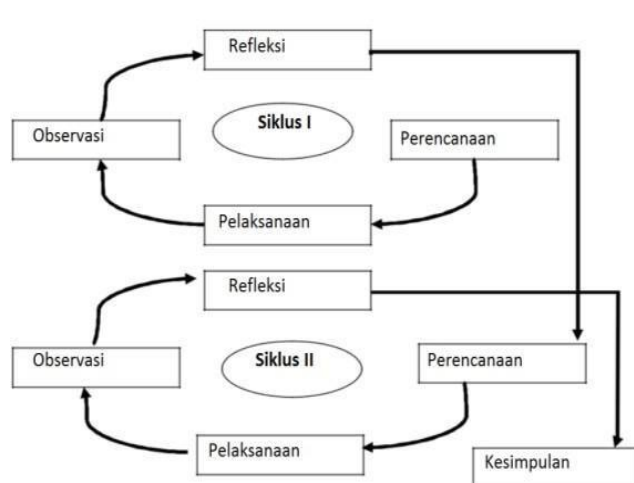 Refleksi
Siklus I
Observasi
Perencanaan
Pelaksanaan
Refleksi
Siklus II
Observasi
Perencanaan
Pelaksanaan
Kesimpulan